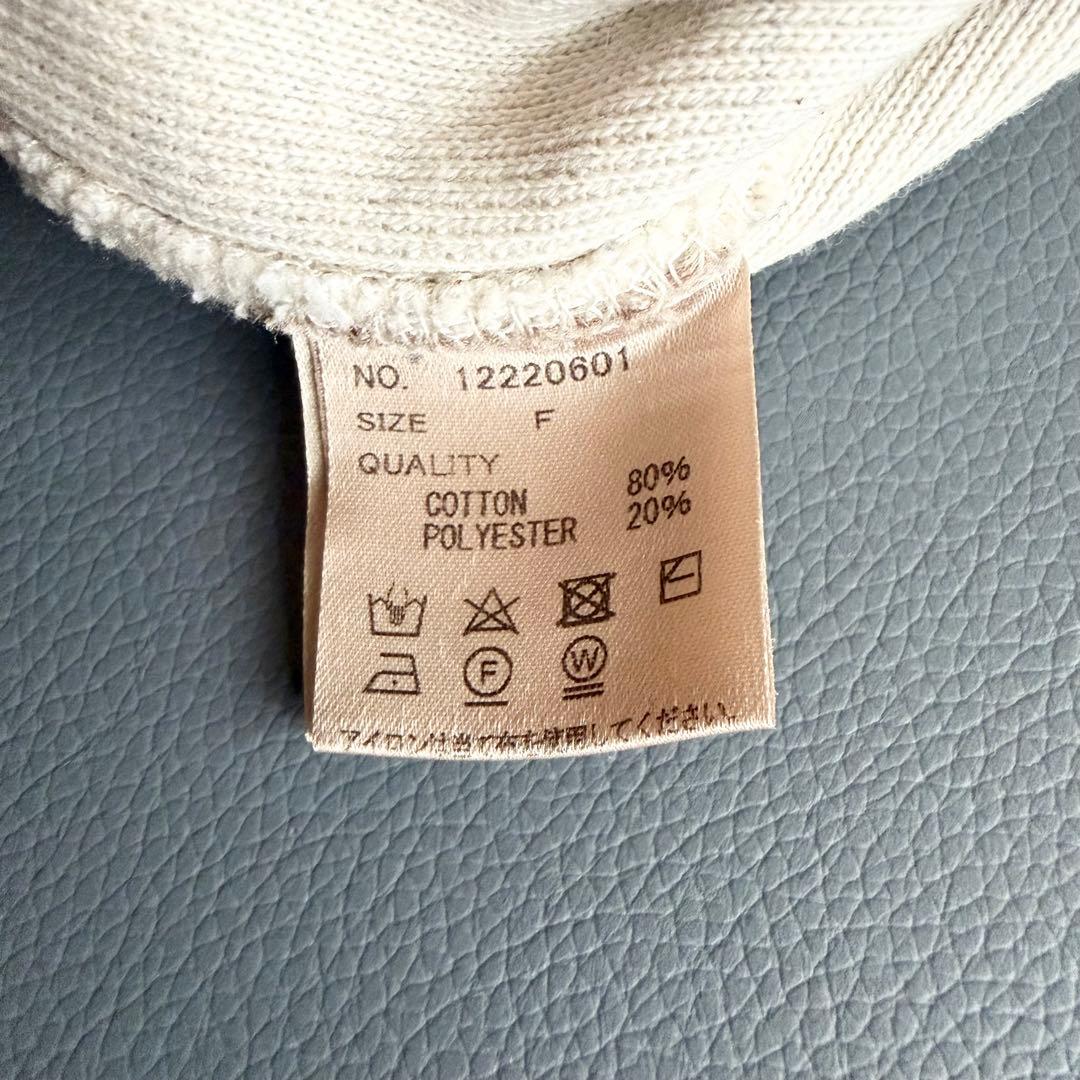 NO. 12220601
SIZE F
QUALITY
COTTON 80%
POLYESTER 20%
F W
アイロンは当て布を使用してください。